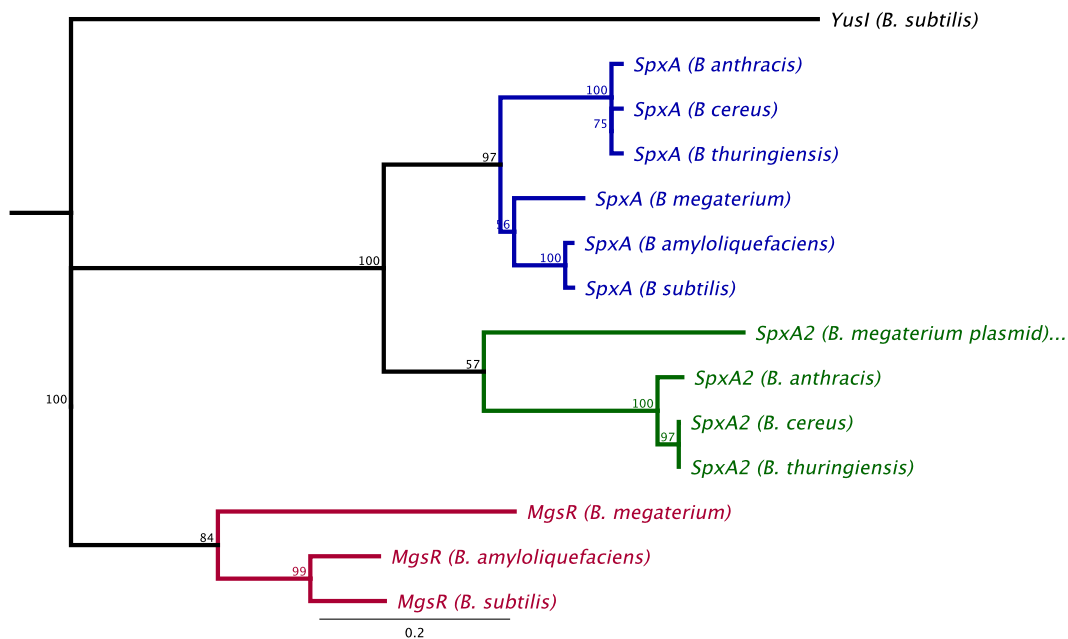 YusI (B. subtilis)
SpxA (B anthracis)
100
SpxA (B cereus)
75
SpxA (B thuringiensis)
97
SpxA (B megaterium)
56
SpxA (B amyloliquefaciens)
100
100
SpxA (B subtilis)
SpxA2 (B. megaterium plasmid)...
57
SpxA2 (B. anthracis)
100
100
SpxA2 (B. cereus)
97
SpxA2 (B. thuringiensis)
MgsR (B. megaterium)
84
MgsR (B. amyloliquefaciens)
99
MgsR (B. subtilis)
0.2